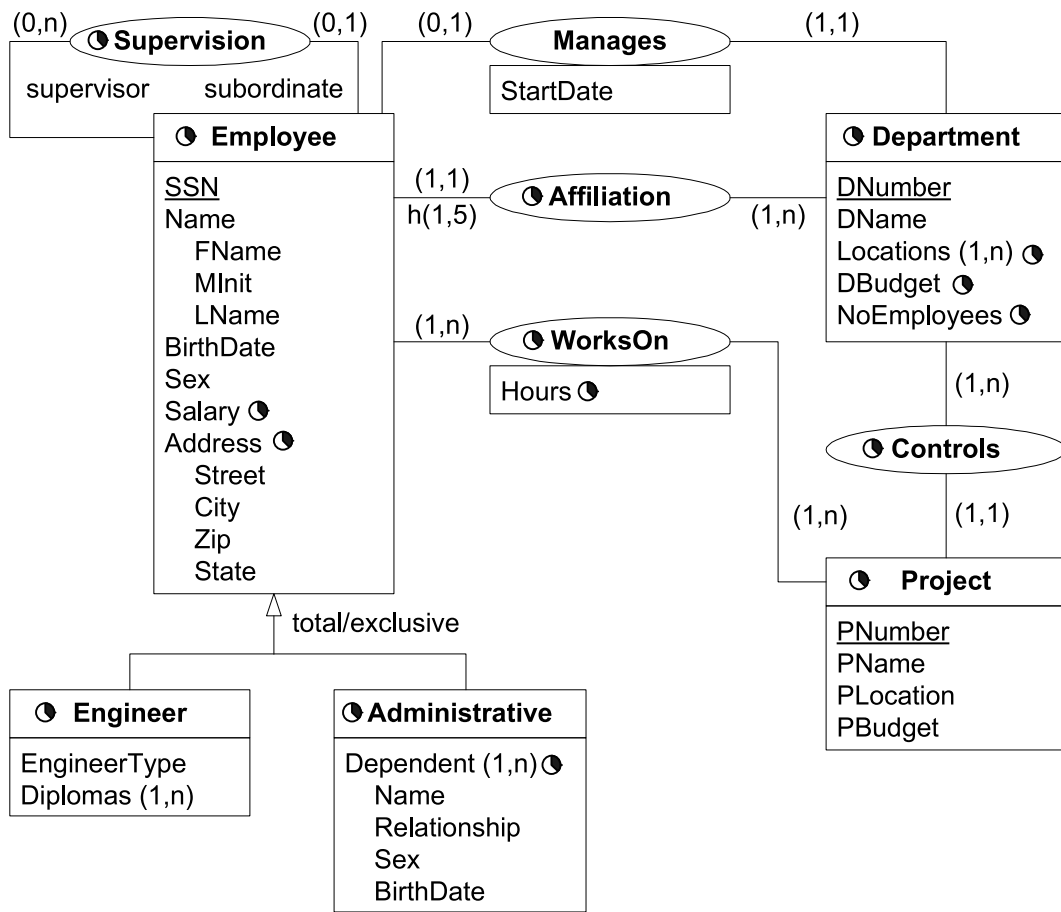 (0,n)
Supervision
(0,1)
supervisor
subordinate
(0,1)
Manages
(1,1)
StartDate
Employee
SSN
Name
FName
MInit
LName
BirthDate
Sex
Salary
Address
Street
City
Zip
State
(1,1)
h(1,5)
Affiliation
(1,n)
(1,n)
WorksOn
Hours
(1,n)
Department
DNumber
DName
Locations (1,n)
DBudget
NoEmployees
(1,n)
Controls
(1,1)
Project
PNumber
PName
PLocation
PBudget
total/exclusive
Engineer
EngineerType
Diplomas (1,n)
Administrative
Dependent (1,n)
Name
Relationship
Sex
BirthDate